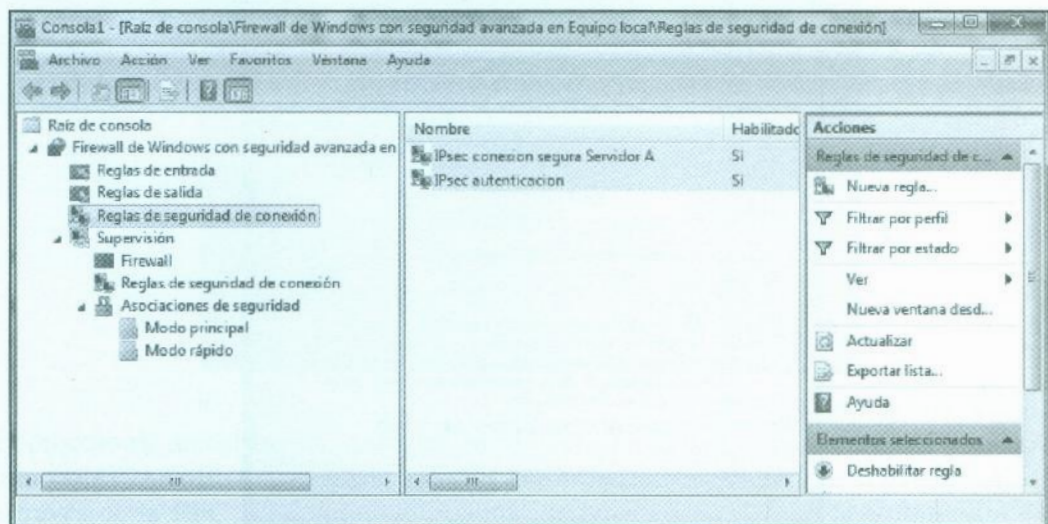 Consola1 - [Raíz de consola\Firewall de Windows con seguridad avanzada en Equipo local\Reglas de seguridad de conexión]
Archivo Acción Ver Favoritos Ventana Ayuda
Raíz de consola
Firewall de Windows con seguridad avanzada en
Reglas de entrada
Reglas de salida
Reglas de seguridad de conexión
Supervisión
Firewall
Reglas de seguridad de conexión
Asociaciones de seguridad
Modo principal
Modo rápido
Nombre Habilitado
IPsec conexion segura Servidor A Sí
IPsec autenticacion Sí
Acciones
Reglas de seguridad de c...
Nueva regla...
Filtrar por perfil
Filtrar por estado
Ver
Nueva ventana desd...
Actualizar
Exportar lista...
Ayuda
Elementos seleccionados
Deshabilitar regla